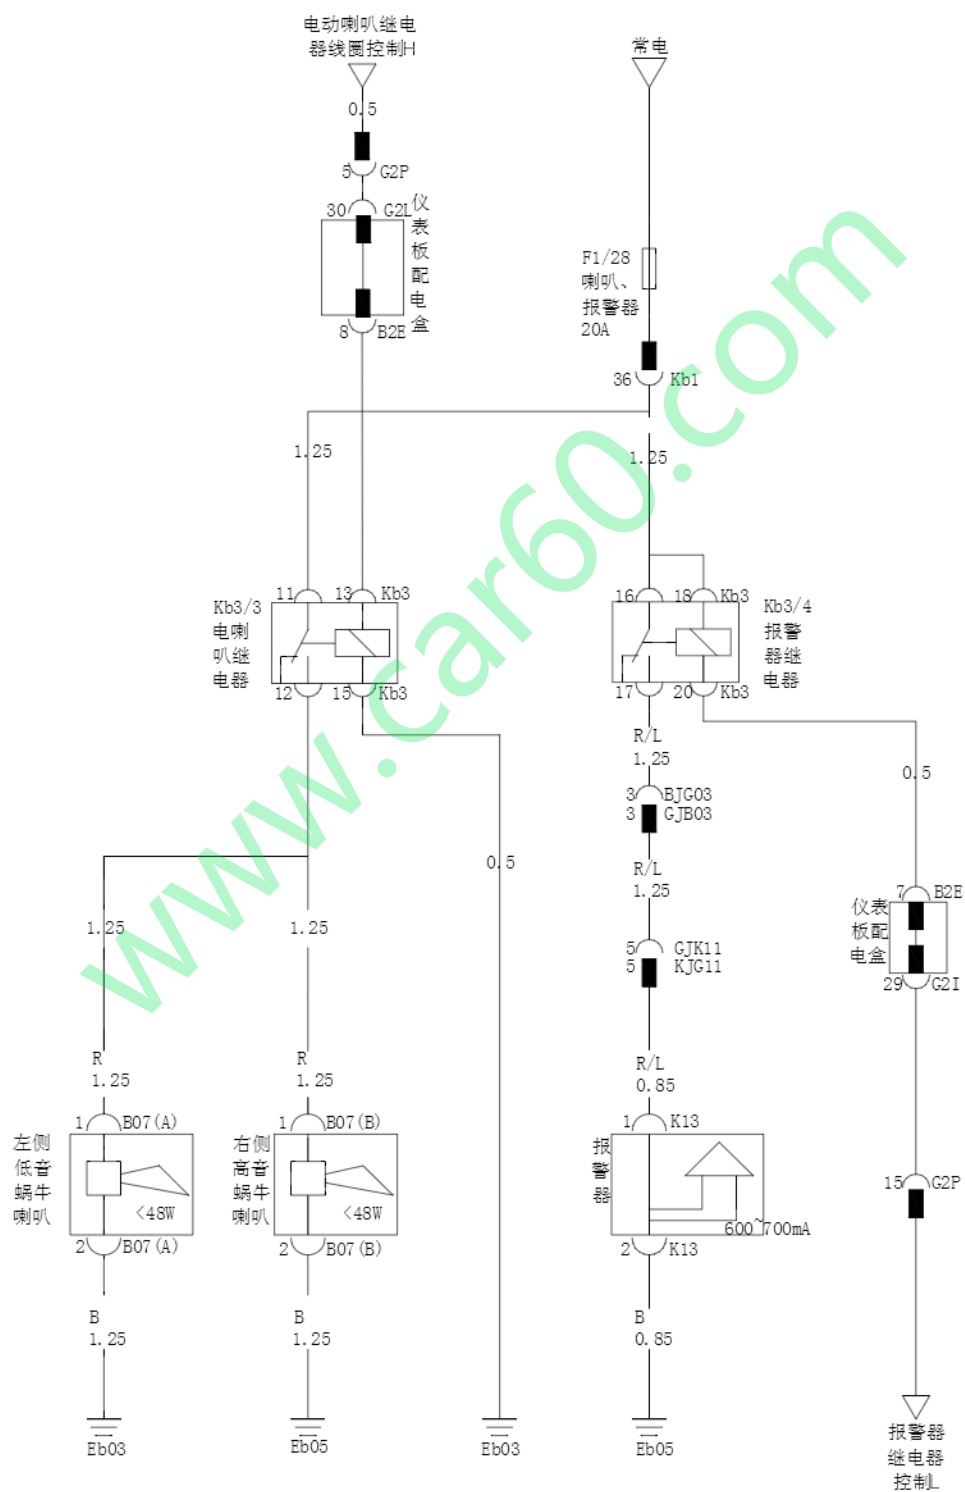 电动喇叭继电
器线圈控制H
常电
0.5
5 G2P
30 G2L
仪
表
板
配
电
盒
8 B2E
F1/28
喇叭、
报警器
20A
36 Kb1
1.25
1.25
11 13 Kb3
Kb3/3
电喇
叭继
电器
12 15 Kb3
16 18 Kb3
Kb3/4
报警
器继
电器
17 20 Kb3
R/L
1.25
0.5
3 BJG03
3 GJB03
0.5
R/L
1.25
7 B2E
仪表
板配
电盒
29 G2I
1.25
1.25
5 GJK11
5 KJG11
R
1.25
R
1.25
R/L
0.85
1 B07(A)
左侧
低音
蜗牛
喇叭
<48W
2 B07(A)
1 B07(B)
右侧
高音
蜗牛
喇叭
<48W
2 B07(B)
1 K13
报
警
器
600~700mA
2 K13
15 G2P
B
1.25
B
1.25
B
0.85
Eb03
Eb05
Eb03
Eb05
报警器
继电器
控制L
www.car60.com